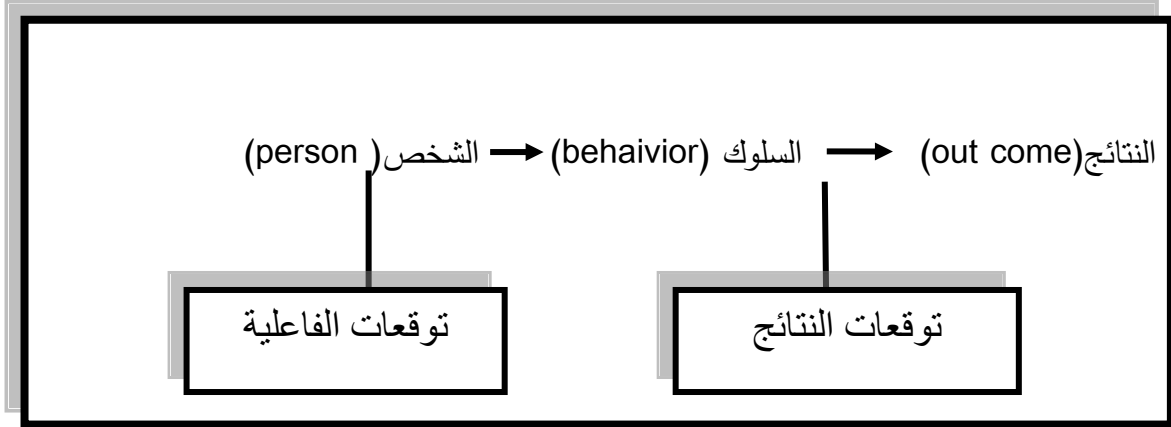 الشخص( person) السلوك (behaivior) النتائج(out come)
توقعات الفاعلية
توقعات النتائج